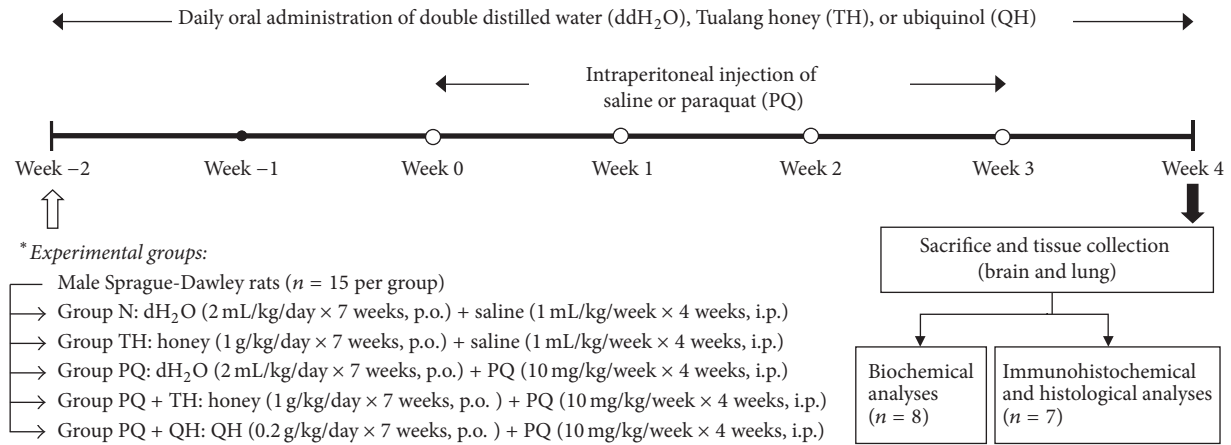 Daily oral administration of double distilled water (ddH₂O), Tualang honey (TH), or ubiquinol (QH)
Intraperitoneal injection of
saline or paraquat (PQ)
Week −2
Week −1
Week 0
Week 1
Week 2
Week 3
Week 4
*Experimental groups:
Male Sprague-Dawley rats (n = 15 per group)
Group N: dH₂O (2 mL/kg/day × 7 weeks, p.o.) + saline (1 mL/kg/week × 4 weeks, i.p.)
Group TH: honey (1 g/kg/day × 7 weeks, p.o.) + saline (1 mL/kg/week × 4 weeks, i.p.)
Group PQ: dH₂O (2 mL/kg/day × 7 weeks, p.o.) + PQ (10 mg/kg/week × 4 weeks, i.p.)
Group PQ + TH: honey (1 g/kg/day × 7 weeks, p.o. ) + PQ (10 mg/kg/week × 4 weeks, i.p.)
Group PQ + QH: QH (0.2 g/kg/day × 7 weeks, p.o. ) + PQ (10 mg/kg/week × 4 weeks, i.p.)
Sacrifice and tissue collection
(brain and lung)
Biochemical
analyses
(n = 8)
Immunohistochemical
and histological analyses
(n = 7)